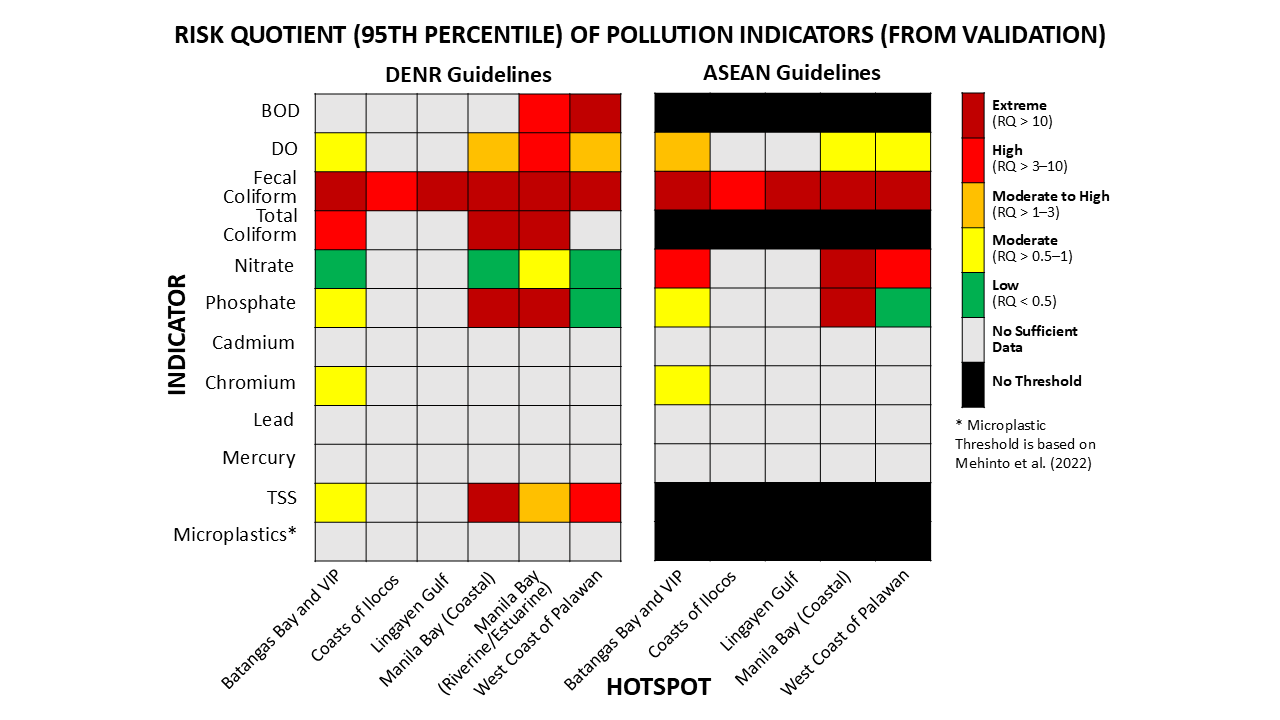 RISK QUOTIENT (95TH PERCENTILE) OF POLLUTION INDICATORS (FROM VALIDATION)
DENR Guidelines
ASEAN Guidelines
INDICATOR
BOD
DO
Fecal
Coliform
Total
Coliform
Nitrate
Phosphate
Cadmium
Chromium
Lead
Mercury
TSS
Microplastics*
Batangas Bay and VIP
Coasts of Ilocos
Lingayen Gulf
Manila Bay (Coastal)
Manila Bay
(Riverine/Estuarine)
West Coast of Palawan
Batangas Bay and VIP
Coasts of Ilocos
Lingayen Gulf
Manila Bay (Coastal)
West Coast of Palawan
HOTSPOT
Extreme
(RQ > 10)
High
(RQ > 3–10)
Moderate to High
(RQ > 1–3)
Moderate
(RQ > 0.5–1)
Low
(RQ < 0.5)
No Sufficient
Data
No Threshold
* Microplastic
Threshold is based on
Mehinto et al. (2022)